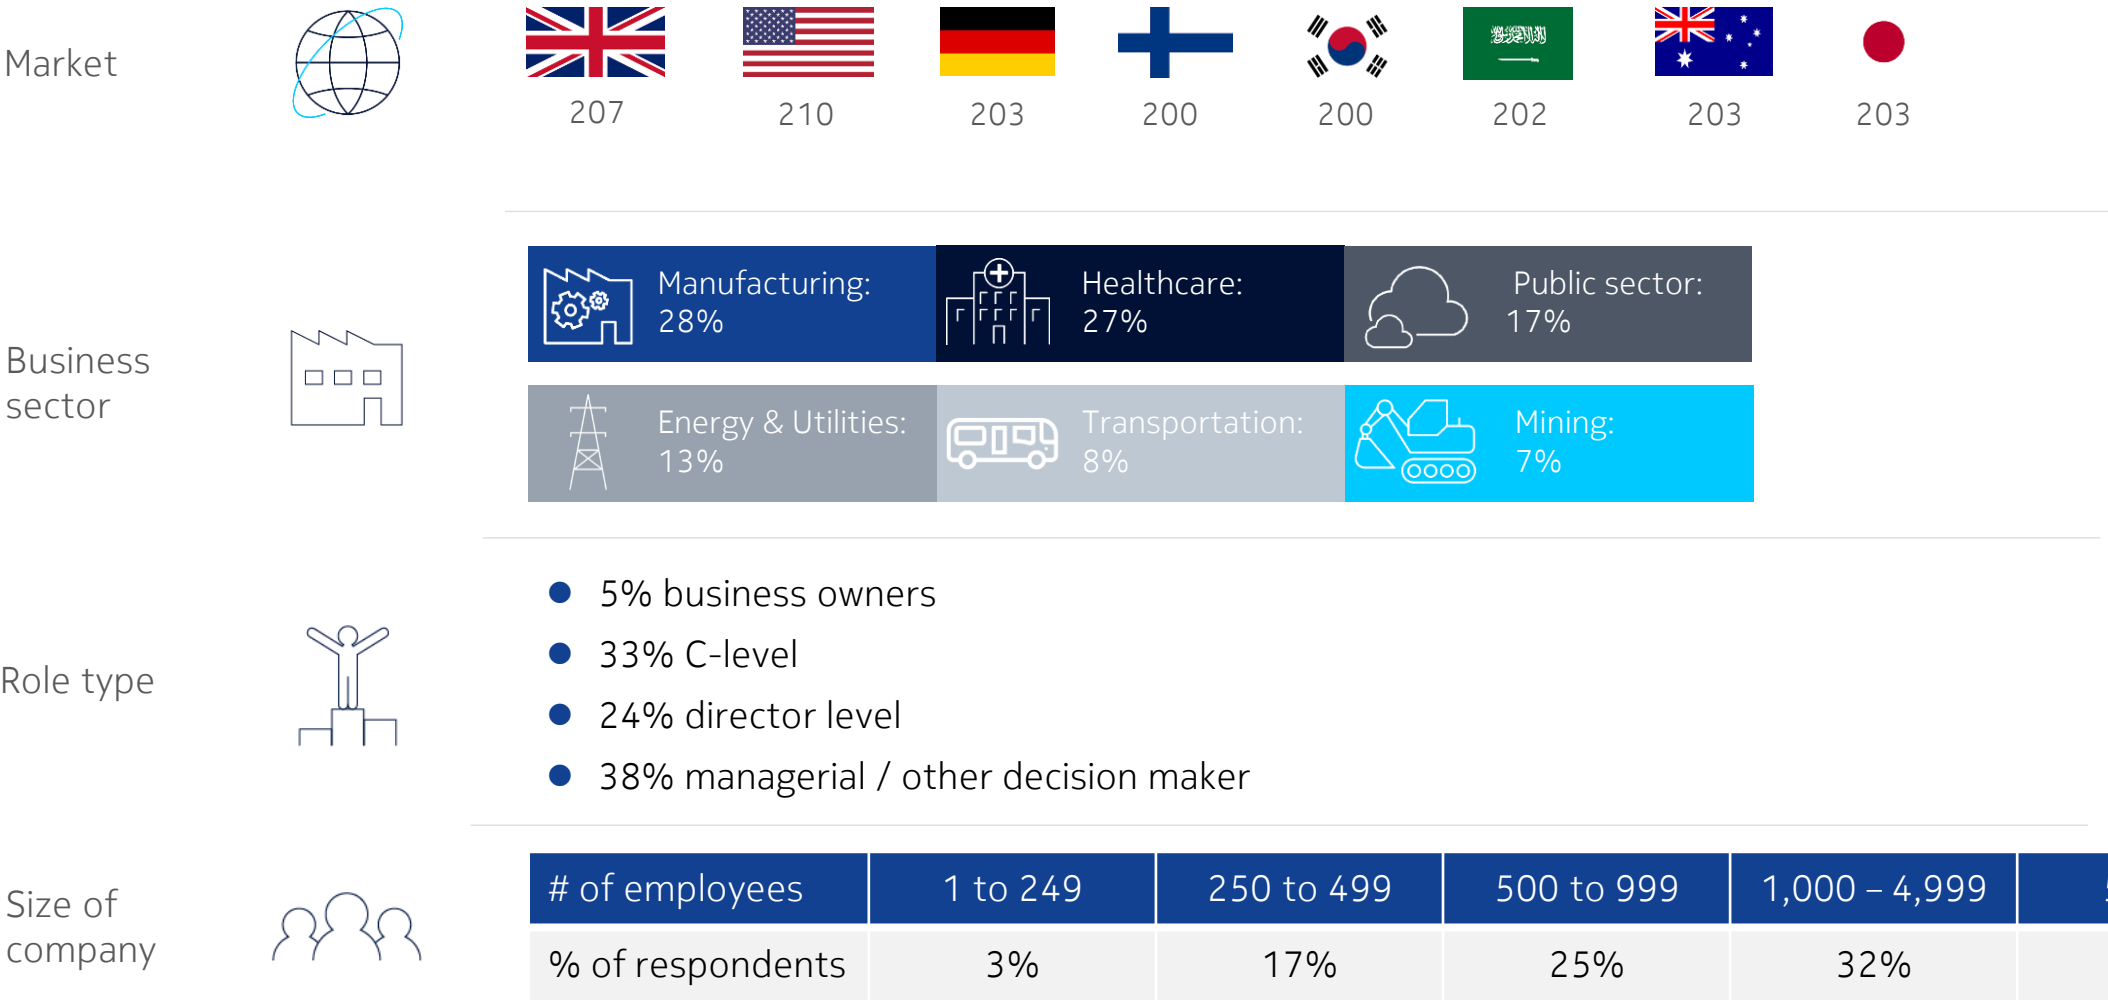 Market
207 210 203 200 200 202 203 203
Business
sector
Manufacturing:
28%
Healthcare:
27%
Public sector:
17%
Energy & Utilities:
13%
Transportation:
8%
Mining:
7%
Role type
5% business owners
33% C-level
24% director level
38% managerial / other decision maker
Size of
company
# of employees 1 to 249 250 to 499 500 to 999 1,000 – 4,999
% of respondents 3% 17% 25% 32%